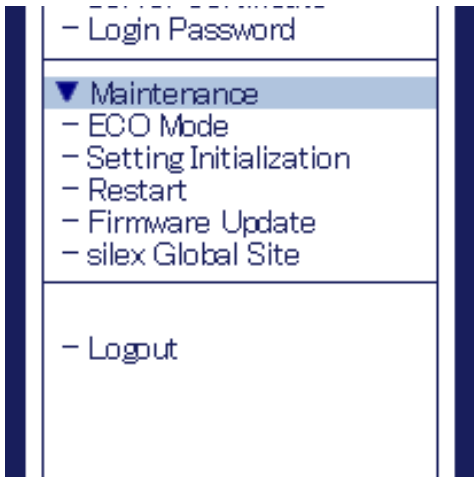 – Login Password
▼ Maintenance
– ECO Mode
– Setting Initialization
– Restart
– Firmware Update
– silex Global Site
– Logout